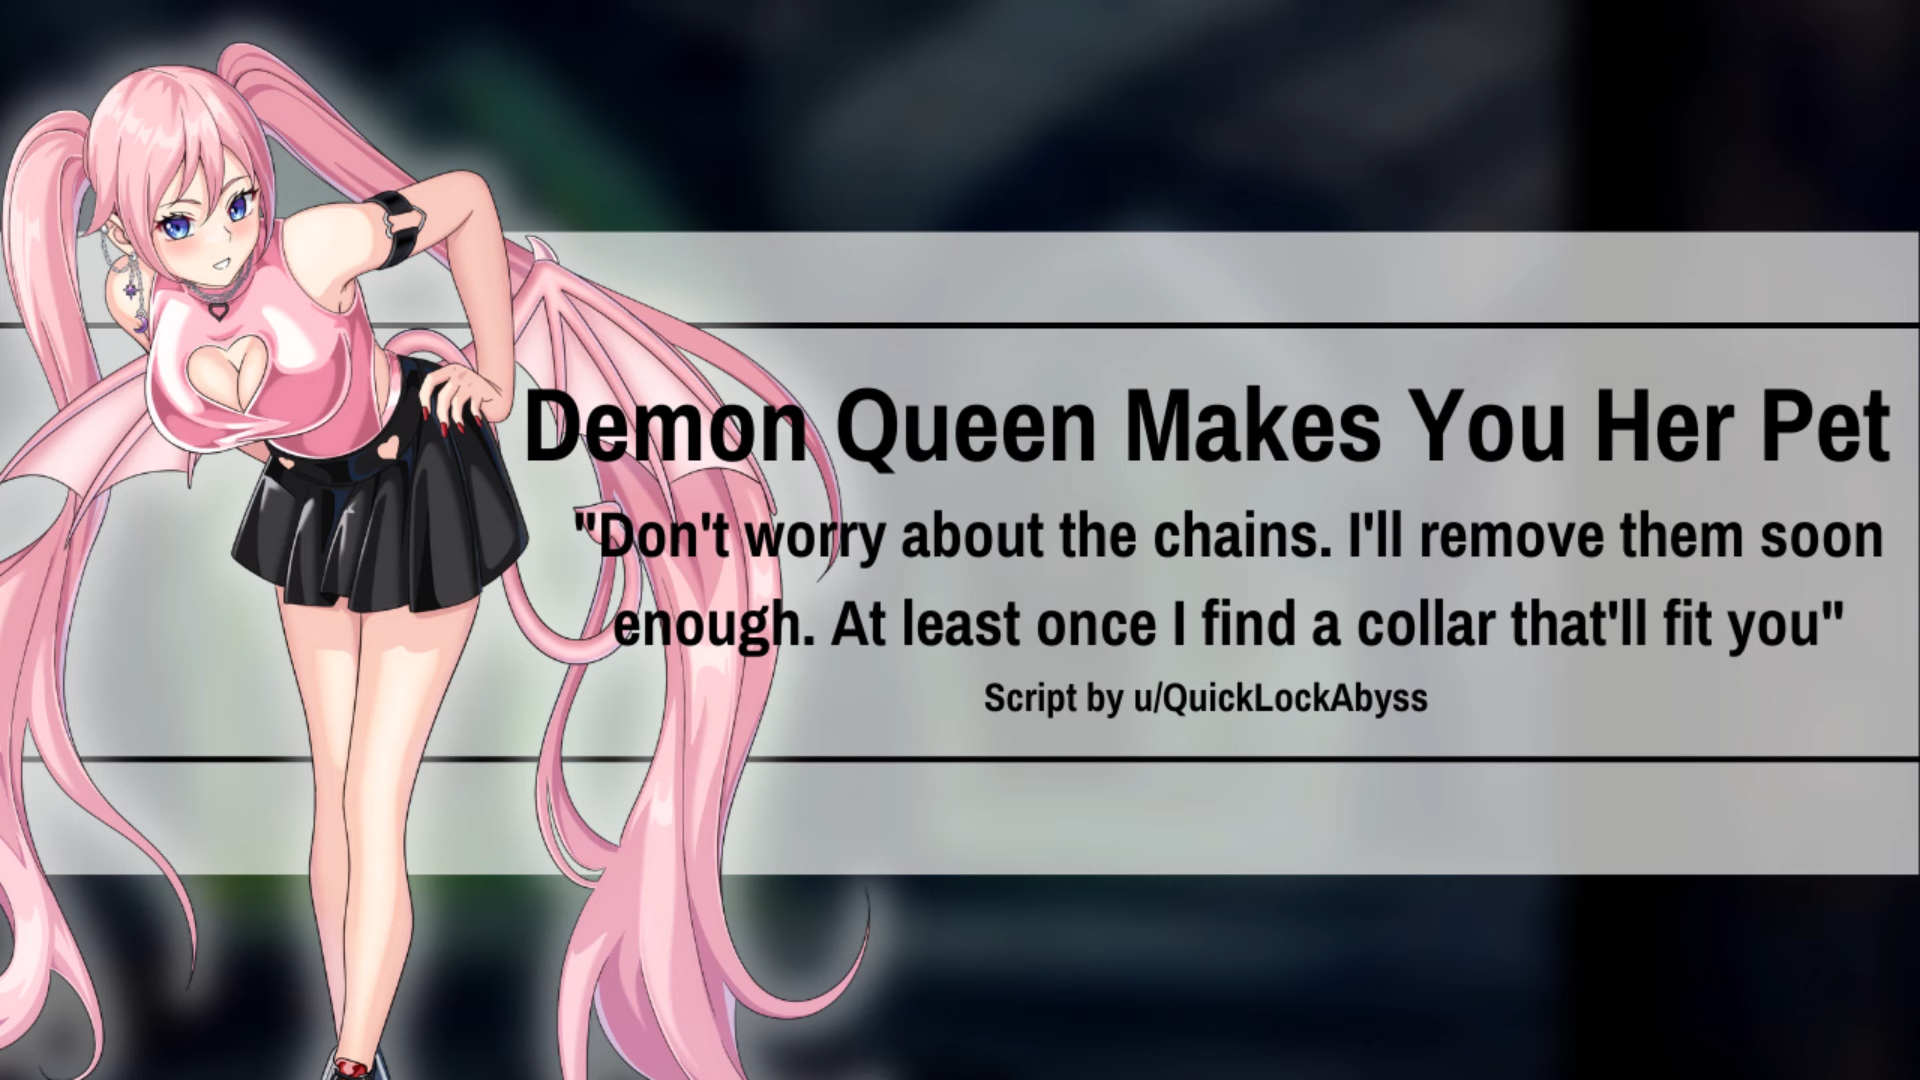 Demon Queen Makes You Her Pet
"Don't worry about the chains. I'll remove them soon
enough. At least once I find a collar that'll fit you"
Script by u/QuickLockAbyss